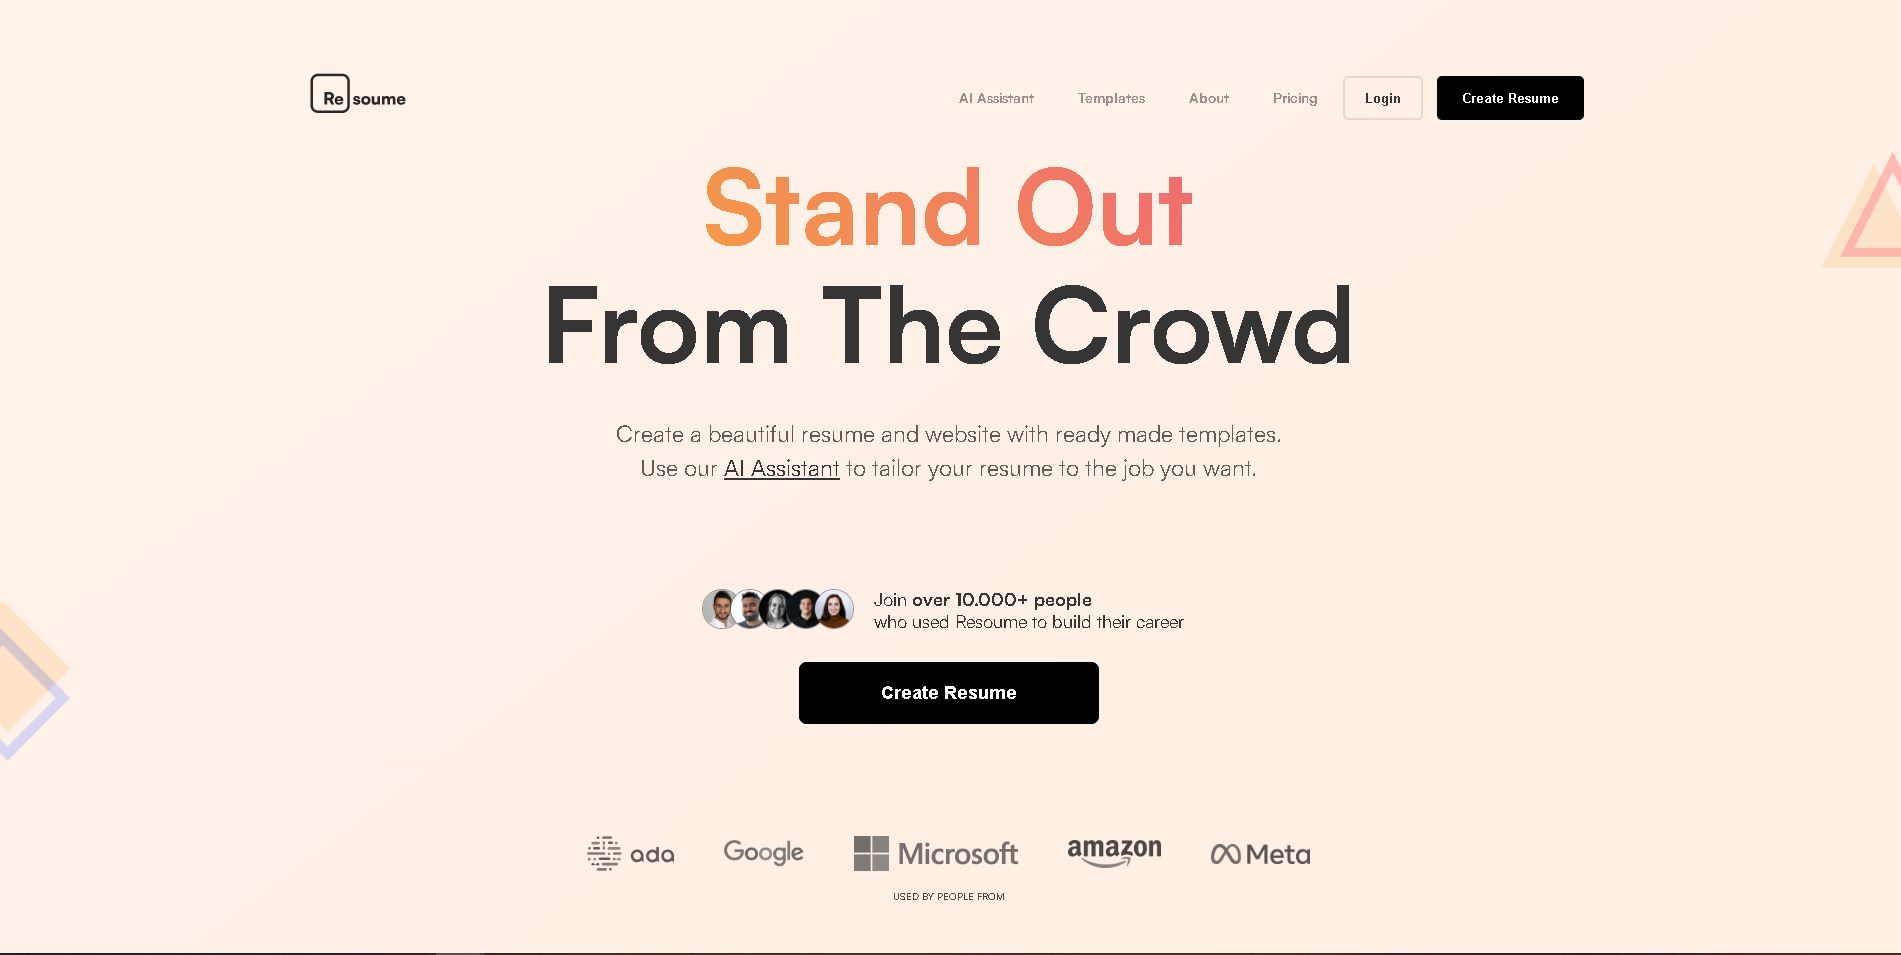 Resoume
AI Assistant
Templates
About
Pricing
Login
Create Resume
Stand Out
From The Crowd
Create a beautiful resume and website with ready made templates.
Use our AI Assistant to tailor your resume to the job you want.
Join over 10.000+ people
who used Resoume to build their career
Create Resume
ada
Google
Microsoft
amazon
Meta
USED BY PEOPLE FROM